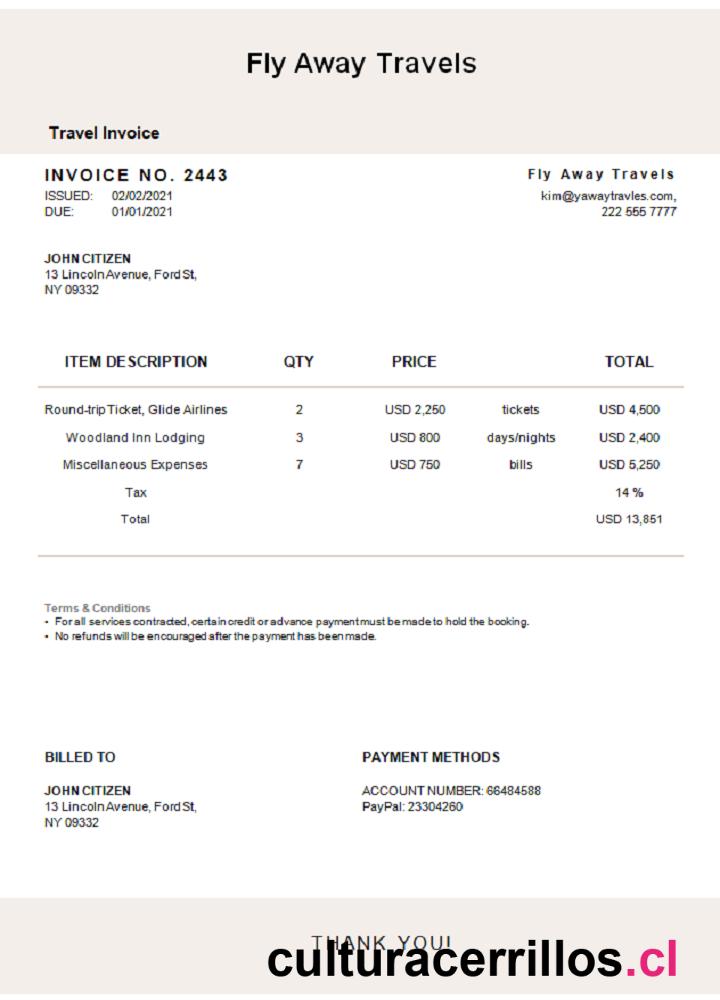 Fly Away Travels
Travel Invoice
INVOICE NO. 2443
ISSUED: 02/02/2021
DUE: 01/01/2021
Fly Away Travels
kim@yawaytravles.com,
222 555 7777
JOHN CITIZEN
13 Lincoln Avenue, Ford St,
NY 09332
ITEM DESCRIPTION QTY PRICE TOTAL
Round-trip Ticket, Glide Airlines 2 USD 2,250 tickets USD 4,500
Woodland Inn Lodging 3 USD 800 days/nights USD 2,400
Miscellaneous Expenses 7 USD 750 bills USD 5,250
Tax 14 %
Total USD 13,851
Terms & Conditions
• For all services contracted, certain credit or advance payment must be made to hold the booking.
• No refunds will be encouraged after the payment has been made.
BILLED TO
JOHN CITIZEN
13 Lincoln Avenue, Ford St,
NY 09332
PAYMENT METHODS
ACCOUNT NUMBER: 66484588
PayPal: 23304260
THANK YOU!
culturacerrillos.cl